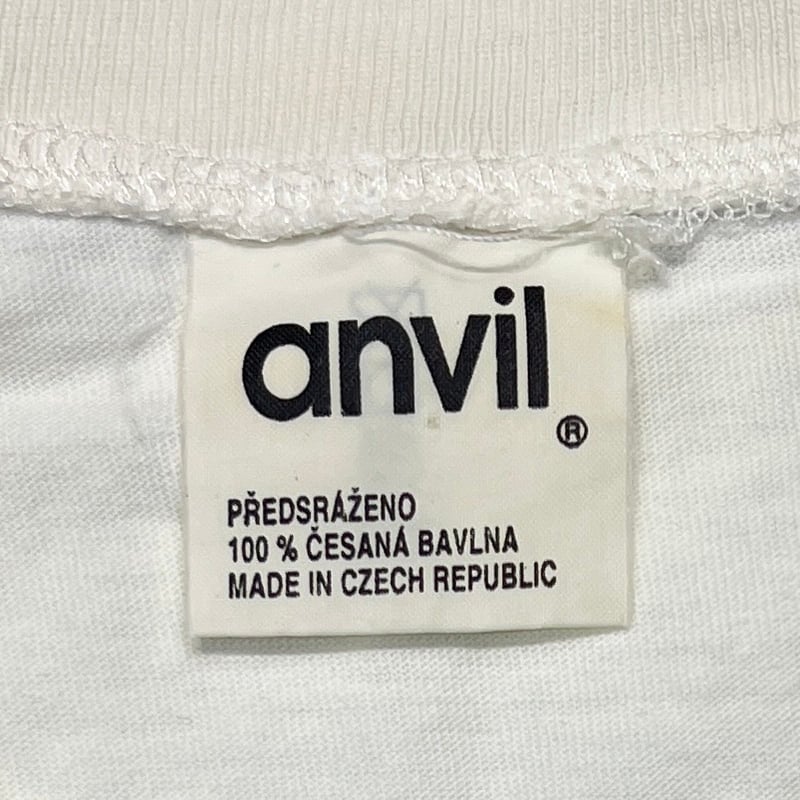 anvil®
PŘEDSRÁŽENO
100 % ČESANÁ BAVLNA
MADE IN CZECH REPUBLIC